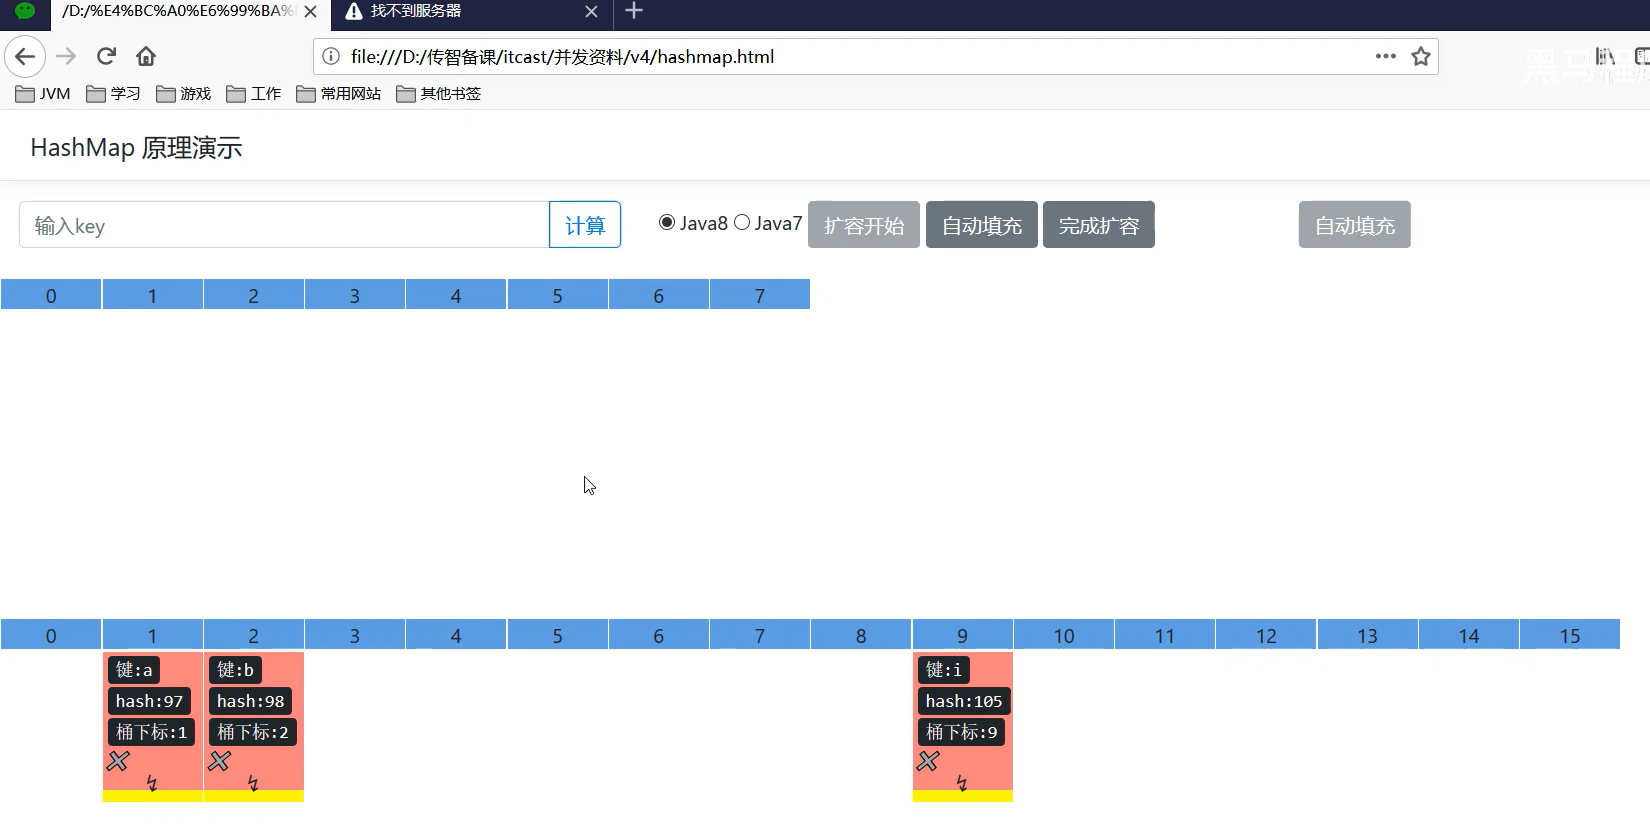 /D:/%E4%BC%A0%E6%99%BA%
找不到服务器
file:///D:/传智备课/itcast/并发资料/v4/hashmap.html
黑马程
JVM 学习 游戏 工作 常用网站 其他书签
HashMap 原理演示
输入key 计算 Java8 Java7 扩容开始 自动填充 完成扩容 自动填充
0 1 2 3 4 5 6 7
0 1 2 3 4 5 6 7 8 9 10 11 12 13 14 15
键:a 键:b 键:i
hash:97 hash:98 hash:105
桶下标:1 桶下标:2 桶下标:9